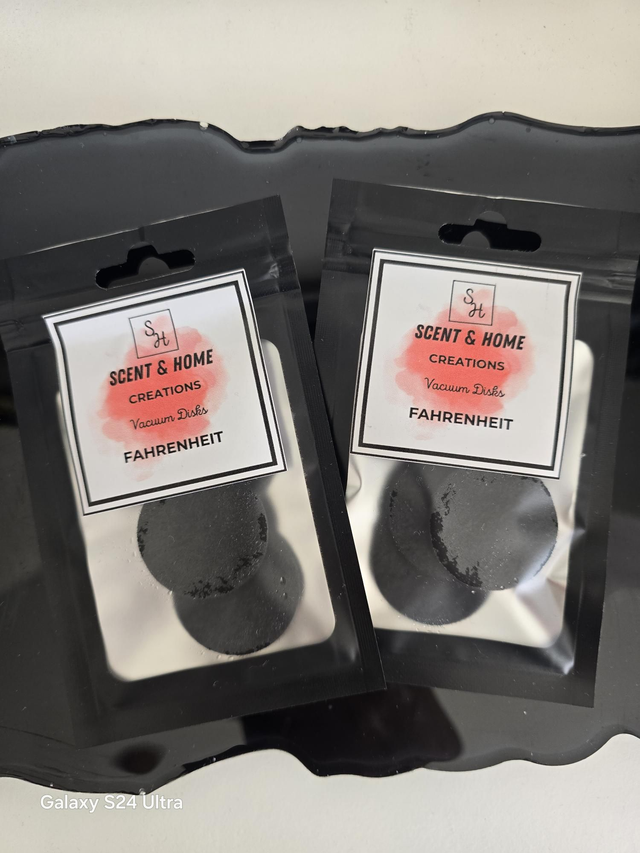 SH
SCENT & HOME
CREATIONS
Vacuum Disks
FAHRENHEIT
SH
SCENT & HOME
CREATIONS
Vacuum Disks
FAHRENHEIT
Galaxy S24 Ultra